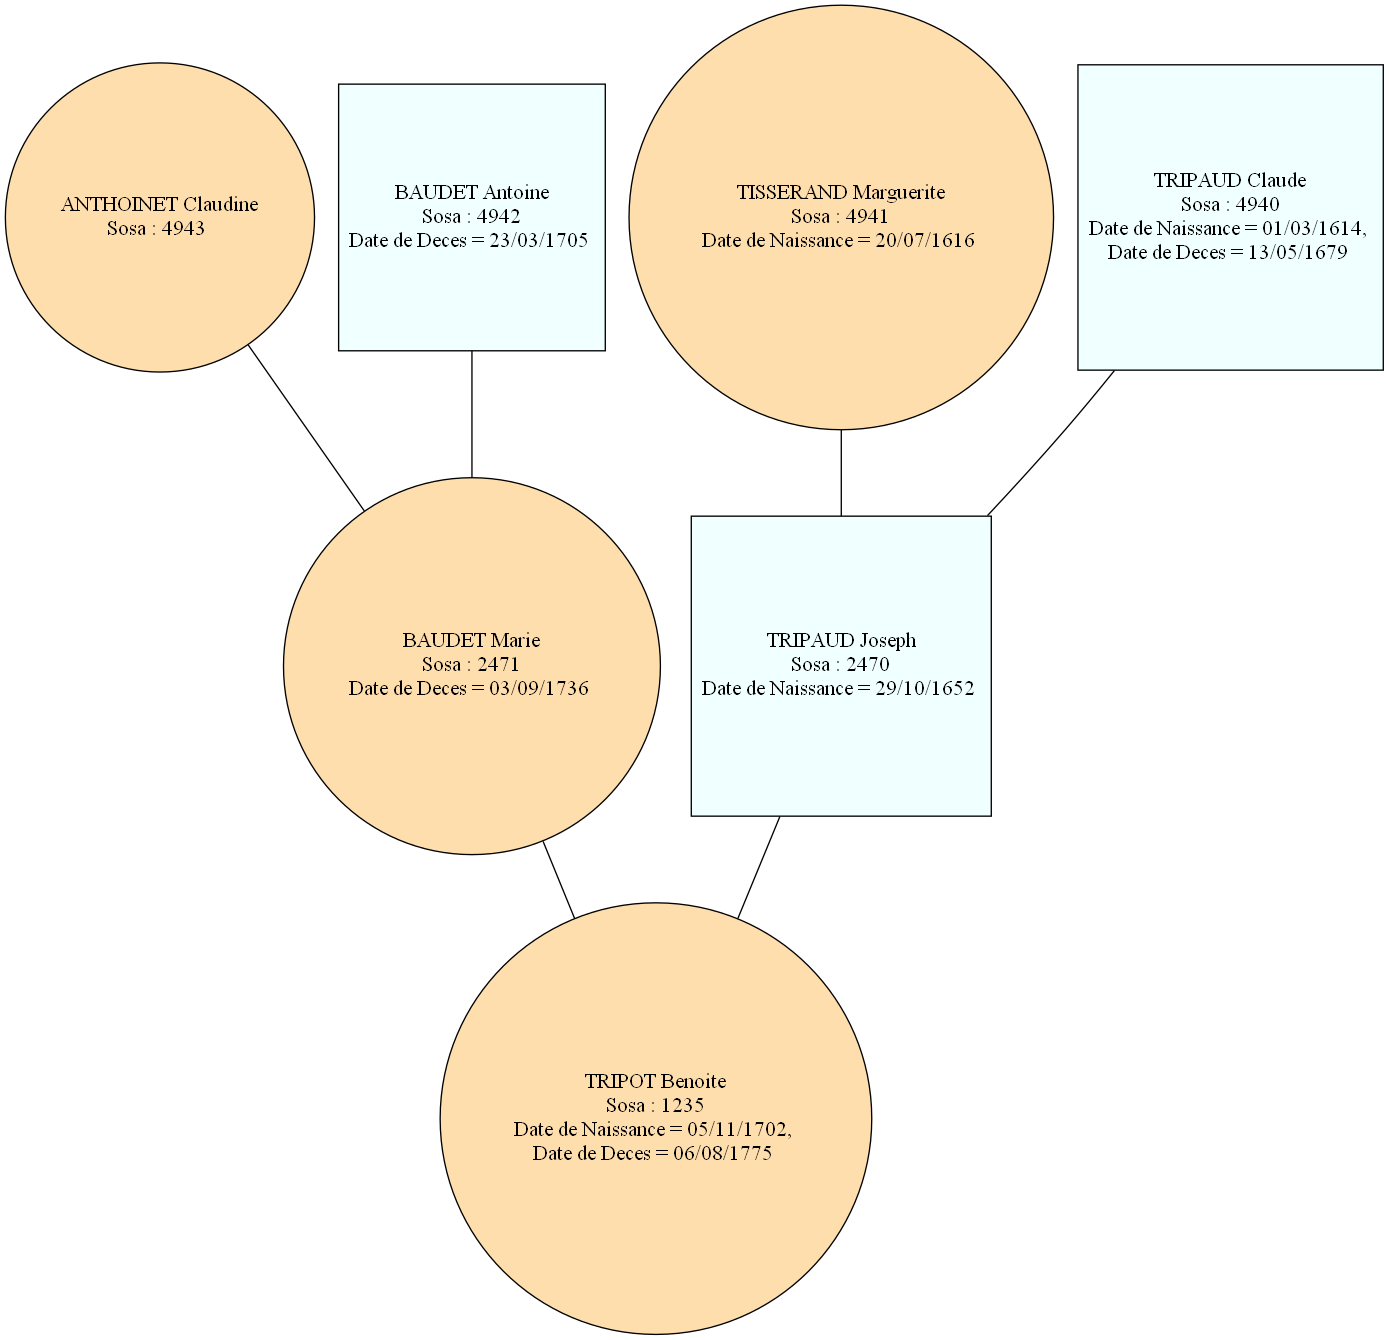 ANTHOINET Claudine
Sosa : 4943
BAUDET Antoine
Sosa : 4942
Date de Deces = 23/03/1705
TISSERAND Marguerite
Sosa : 4941
Date de Naissance = 20/07/1616
TRIPAUD Claude
Sosa : 4940
Date de Naissance = 01/03/1614,
Date de Deces = 13/05/1679
BAUDET Marie
Sosa : 2471
Date de Deces = 03/09/1736
TRIPAUD Joseph
Sosa : 2470
Date de Naissance = 29/10/1652
TRIPOT Benoite
Sosa : 1235
Date de Naissance = 05/11/1702,
Date de Deces = 06/08/1775